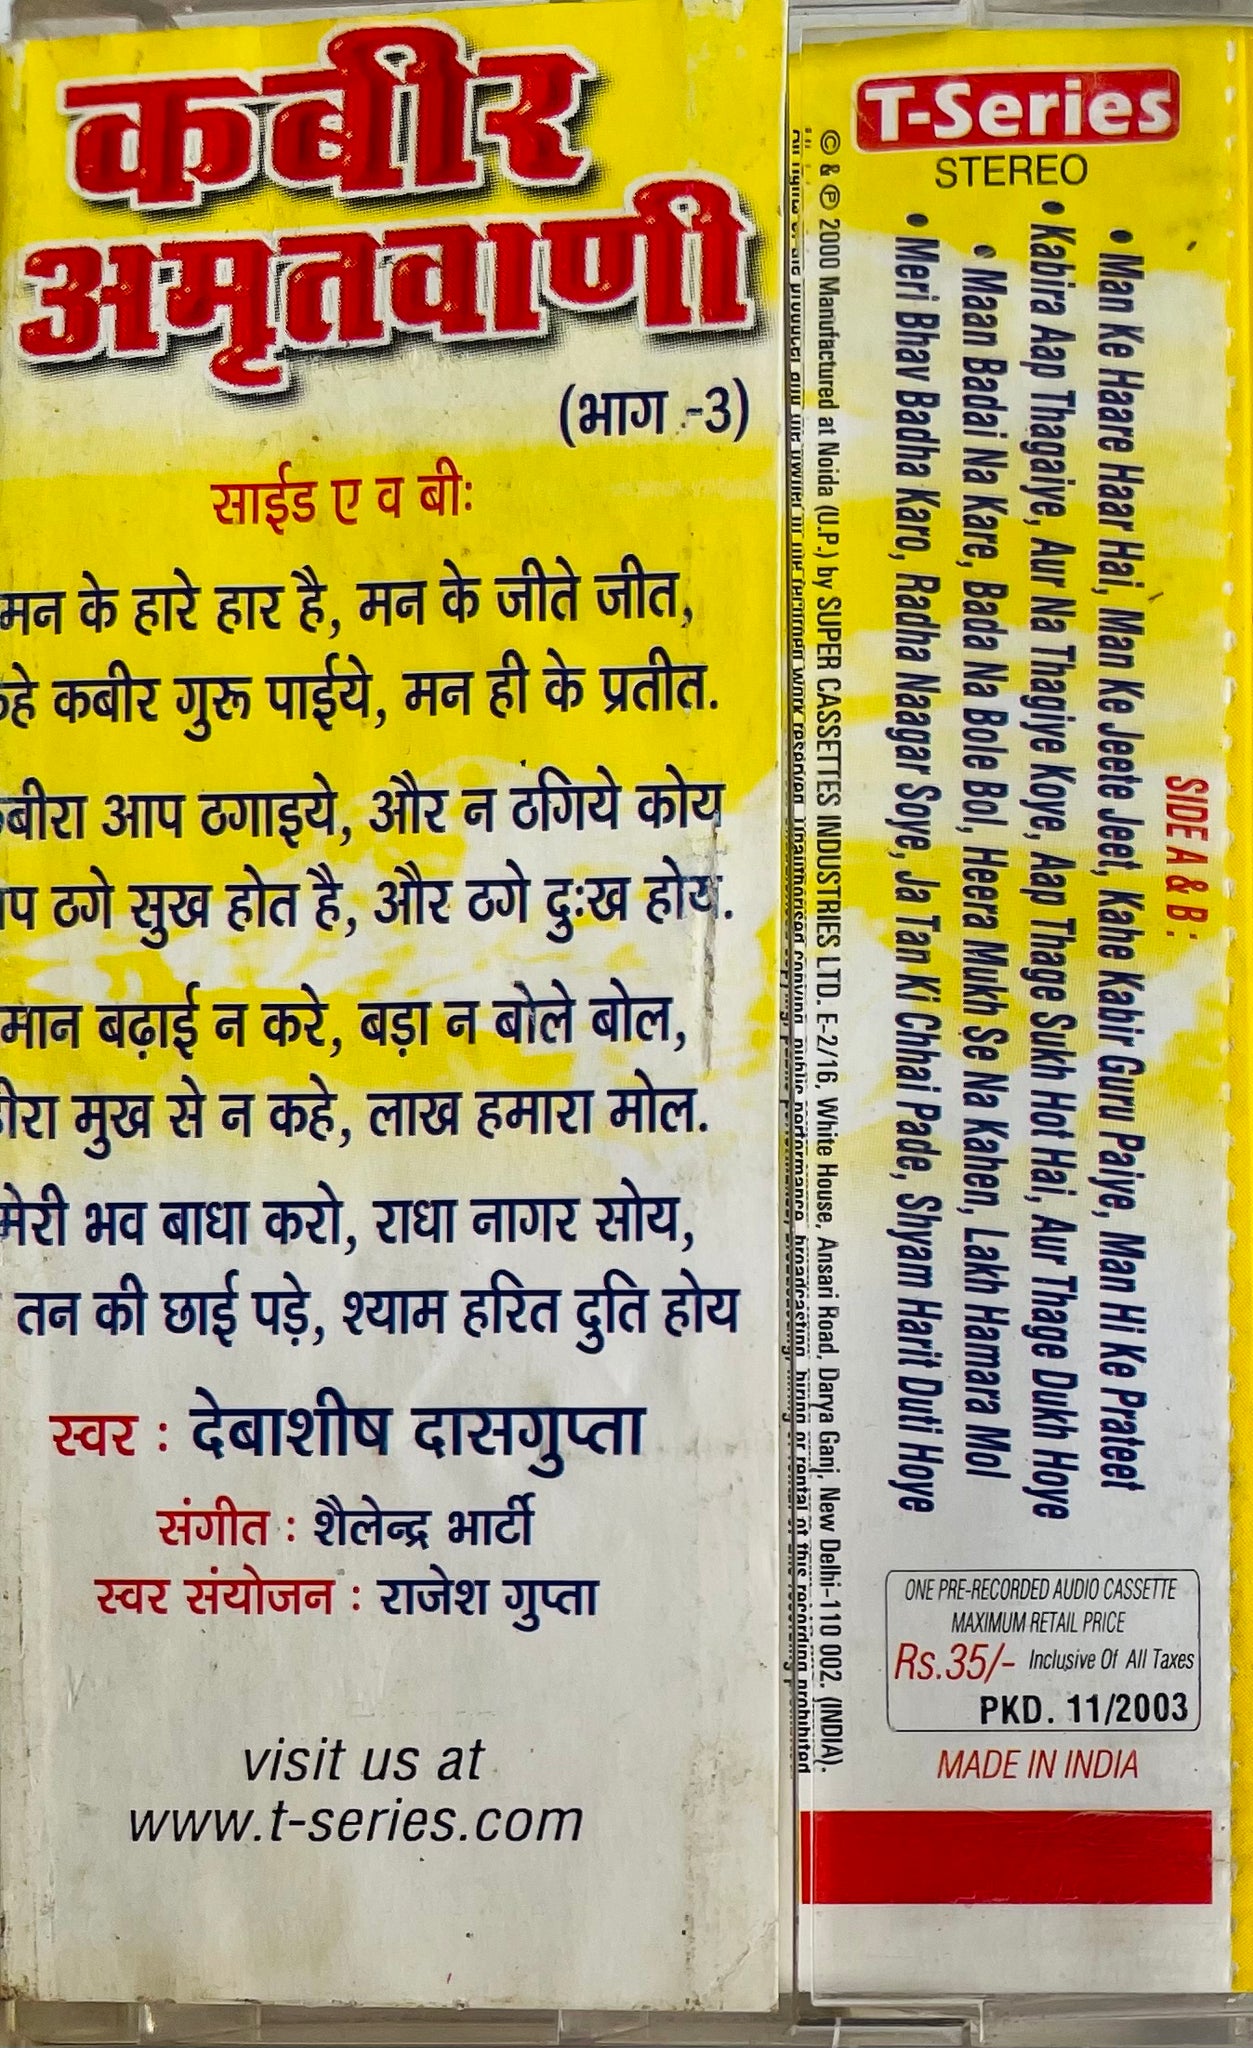 कबीर
अमृतवाणी
(भाग -3)
साईड ए व बी:
मन के हारे हार है, मन के जीते जीत,
कहे कबीर गुरू पाईये, मन ही के प्रतीत.
कबीरा आप ठगाइये, और न ठगिये कोय
आप ठगे सुख होत है, और ठगे दुःख होय.
मान बढ़ाई न करे, बड़ा न बोले बोल,
हीरा मुख से न कहे, लाख हमारा मोल.
मेरी भव बाधा करो, राधा नागर सोय,
तन की छाई पड़े, श्याम हरित दुति होय
स्वर : देबाशीष दासगुप्ता
संगीत : शैलेन्द्र भार्टी
स्वर संयोजन : राजेश गुप्ता
visit us at
www.t-series.com
T-Series
STEREO
SIDE A & B :
• Man Ke Haare Haar Hai, Man Ke Jeete Jeet, Kahe Kabir Guru Paiye, Man Hi Ke Prateet
• Kabira Aap Thagaiye, Aur Na Thagiye Koye, Aap Thage Sukh Hot Hai, Aur Thage Dukh Hoye
• Maan Badai Na Kare, Bada Na Bole Bol, Heera Mukh Se Na Kahen, Lakh Hamara Mol
• Meri Bhav Badha Karo, Radha Naagar Soye, Ja Tan Ki Chhai Pade, Shyam Harit Duti Hoye
© & ℗ 2000 Manufactured at Noida (U.P.) by SUPER CASSETTES INDUSTRIES LTD. E-2/16, White House, Ansari Road, Darya Ganj, New Delhi-110 002. (INDIA).
ONE PRE-RECORDED AUDIO CASSETTE
MAXIMUM RETAIL PRICE
Rs.35/- Inclusive Of All Taxes
PKD. 11/2003
MADE IN INDIA